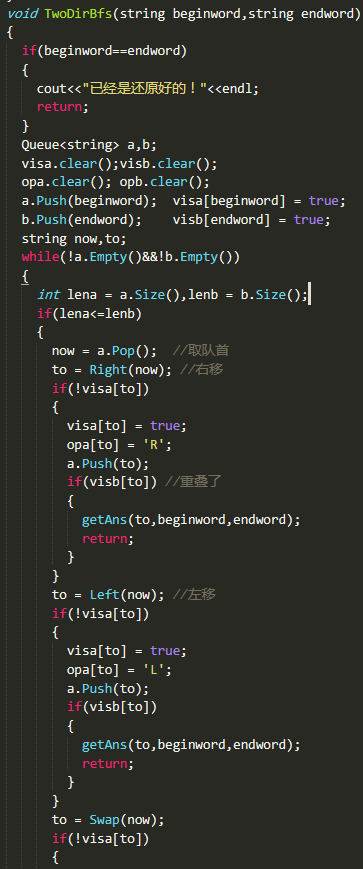 void TwoDirBfs(string beginword,string endword)
{
if(beginword==endword)
{
cout<<"已经是还原好的！"<<endl;
return;
}
Queue<string> a,b;
visa.clear();visb.clear();
opa.clear(); opb.clear();
a.Push(beginword);  visa[beginword] = true;
b.Push(endword);    visb[endword] = true;
string now,to;
while(!a.Empty()&&!b.Empty())
{
int lena = a.Size(),lenb = b.Size();
if(lena<=lenb)
{
now = a.Pop();  //取队首
to = Right(now); //右移
if(!visa[to])
{
visa[to] = true;
opa[to] = 'R';
a.Push(to);
if(visb[to]) //重叠了
{
getAns(to,beginword,endword);
return;
}
}
to = Left(now); //左移
if(!visa[to])
{
visa[to] = true;
opa[to] = 'L';
a.Push(to);
if(visb[to])
{
getAns(to,beginword,endword);
return;
}
}
to = Swap(now);
if(!visa[to])
{